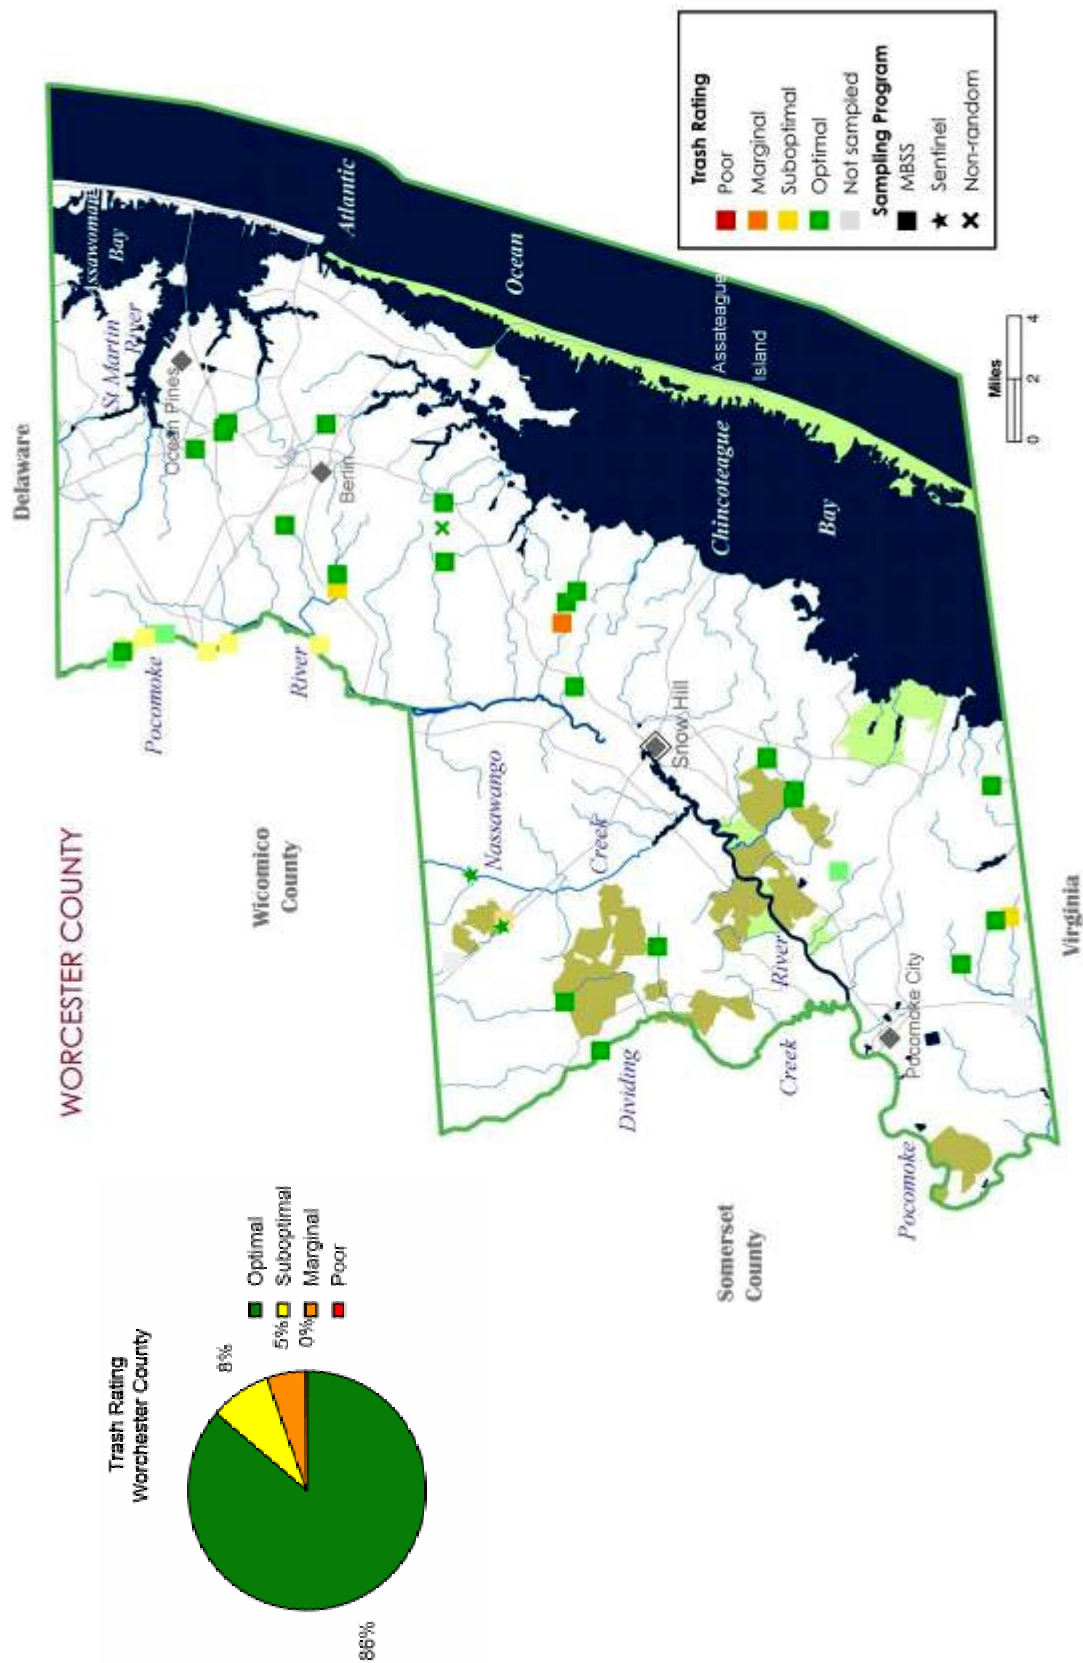 WORCESTER COUNTY
Trash Rating
Worchester County
86%
8%
5%
0%
Optimal
Suboptimal
Marginal
Poor
Delaware
Wicomico
County
Somerset
County
Virginia
Pocomoke
River
St Martin
River
Assawoman
Bay
Ocean Pines
Berlin
Atlantic
Ocean
Assateague
Island
Chincoteague
Bay
Nassawango
Creek
Snow Hill
Dividing
Creek
River
Pocomoke City
Pocomoke
Miles
0 2 4
Trash Rating
Poor
Marginal
Suboptimal
Optimal
Not sampled
Sampling Program
MBSS
Sentinel
Non-random